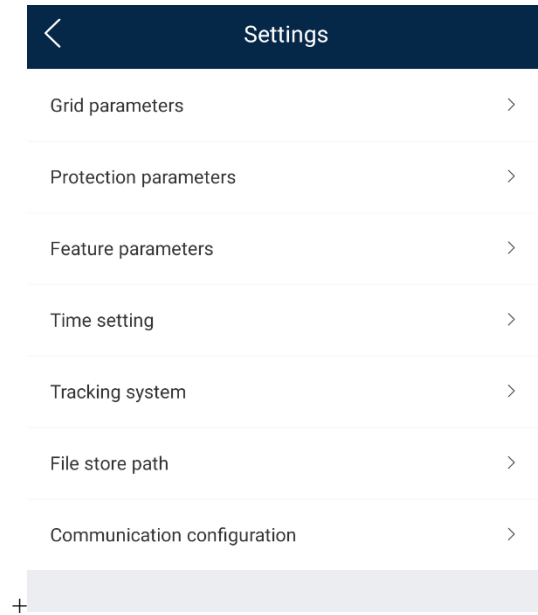 Settings
Grid parameters
Protection parameters
Feature parameters
Time setting
Tracking system
File store path
Communication configuration
+